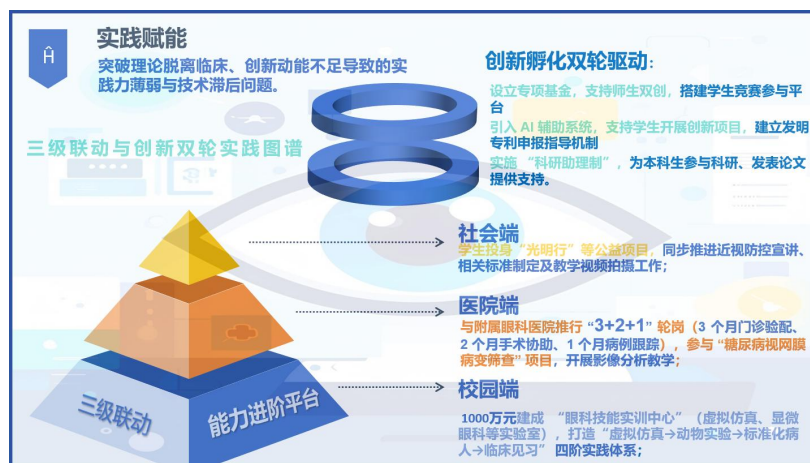 Ĥ
实践赋能
突破理论脱离临床、创新动能不足导致的实
践力薄弱与技术滞后问题。
三级联动与创新双轮实践图谱
创新孵化双轮驱动：
设立专项基金，支持师生双创，搭建学生竞赛参与平
台
引入 AI 辅助系统，支持学生开展创新项目，建立发明
专利申报指导机制
实施 “科研助理制” ，为本科生参与科研、发表论文
提供支持。
社会端
学生投身 “光明行” 等公益项目，同步推进近视防控宣讲、
相关标准制定及教学视频拍摄工作；
医院端
与附属眼科医院推行 “3+2+1” 轮岗（3 个月门诊验配、
2 个月手术协助、1 个月病例跟踪），参与 “糖尿病视网膜
病变筛查” 项目，开展影像分析教学；
校园端
1000万元建成 “眼科技能实训中心” （虚拟仿真、显微
眼科等实验室），打造 “虚拟仿真→动物实验→标准化病
人→临床见习” 四阶实践体系；
三级联动
能力进阶平台